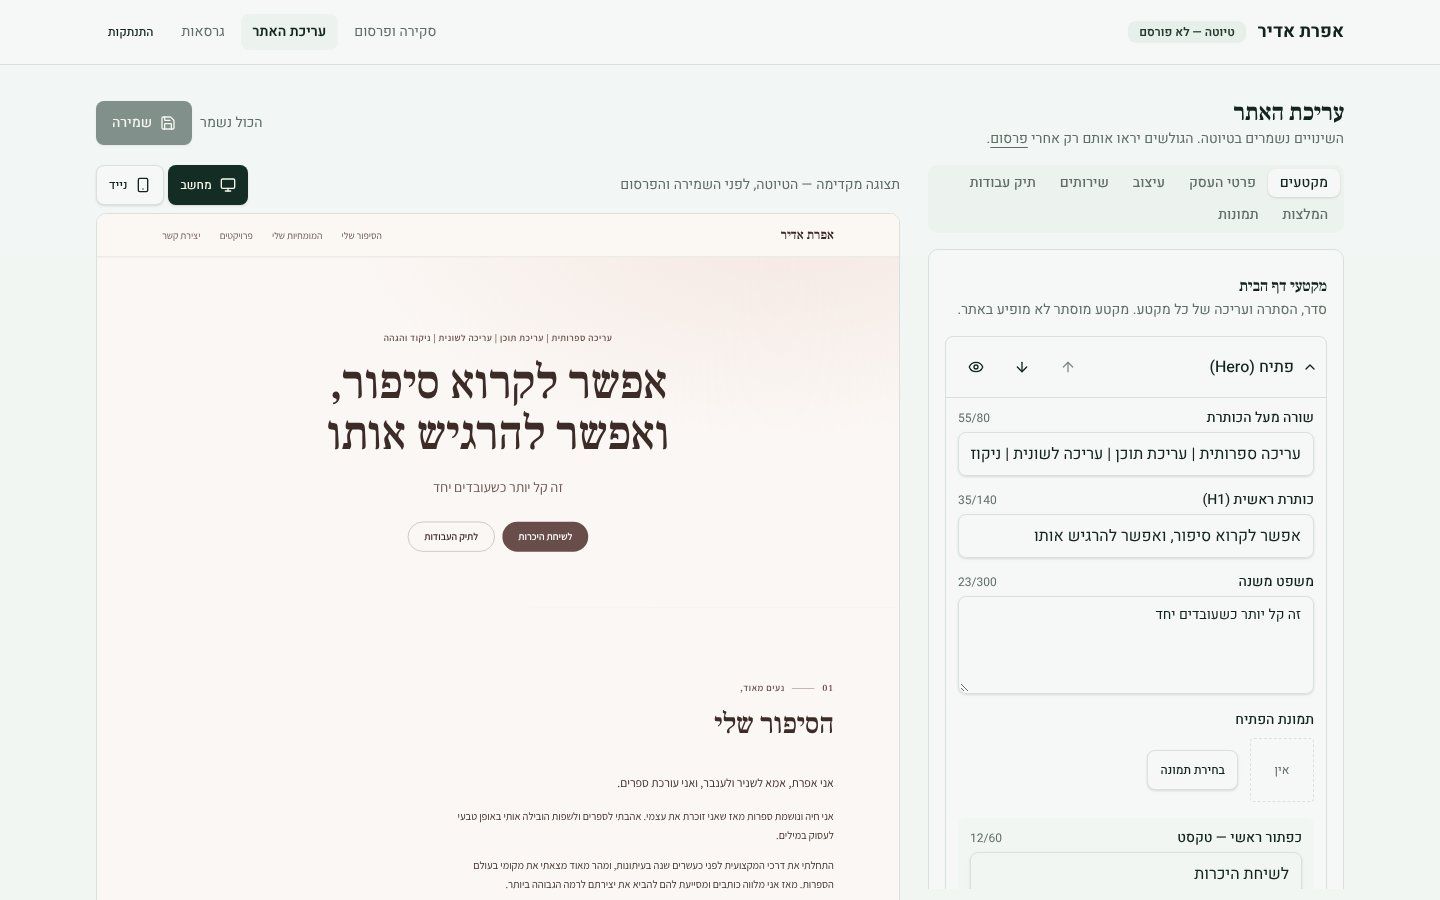 אפרת אדיר
טיוטה — לא פורסם
סקירה ופרסום
עריכת האתר
גרסאות
התנתקות
עריכת האתר
השינויים נשמרים בטיוטה. הגולשים יראו אותם רק אחרי פרסום.
הכול נשמר
שמירה
מקטעים
פרטי העסק
עיצוב
שירותים
תיק עבודות
המלצות
תמונות
מקטעי דף הבית
סדר, הסתרה ועריכה של כל מקטע. מקטע מוסתר לא מופיע באתר.
פתיח (Hero)
שורה מעל הכותרת
55/80
עריכה ספרותית | עריכת תוכן | עריכה לשונית | ניקוד
כותרת ראשית (H1)
35/140
אפשר לקרוא סיפור, ואפשר להרגיש אותו
משפט משנה
23/300
זה קל יותר כשעובדים יחד
תמונת הפתיח
אין
בחירת תמונה
כפתור ראשי — טקסט
12/60
לשיחת היכרות
תצוגה מקדימה — הטיוטה, לפני השמירה והפרסום
מחשב
נייד
אפרת אדיר
הסיפור שלי
המומחיות שלי
פרויקטים
יצירת קשר
עריכה ספרותית | עריכת תוכן | עריכה לשונית | ניקוד והגהה
אפשר לקרוא סיפור,
ואפשר להרגיש אותו
זה קל יותר כשעובדים יחד
לשיחת היכרות
לתיק העבודות
01 — נעים מאוד,
הסיפור שלי
אני אפרת, אמא לשניר ולענבר, ואני עורכת ספרים.
אני חיה ונושמת ספרות מאז שאני זוכרת את עצמי. אהבתי לספרים ולשפות הובילה אותי באופן טבעי
לעסוק במילים.
התחלתי את דרכי המקצועית לפני כעשרים שנה בעיתונות, ומהר מאוד מצאתי את מקומי בעולם
הספרות. מאז אני מלווה כותבים ומסייעת להם להביא את יצירתם לרמה הגבוהה ביותר.